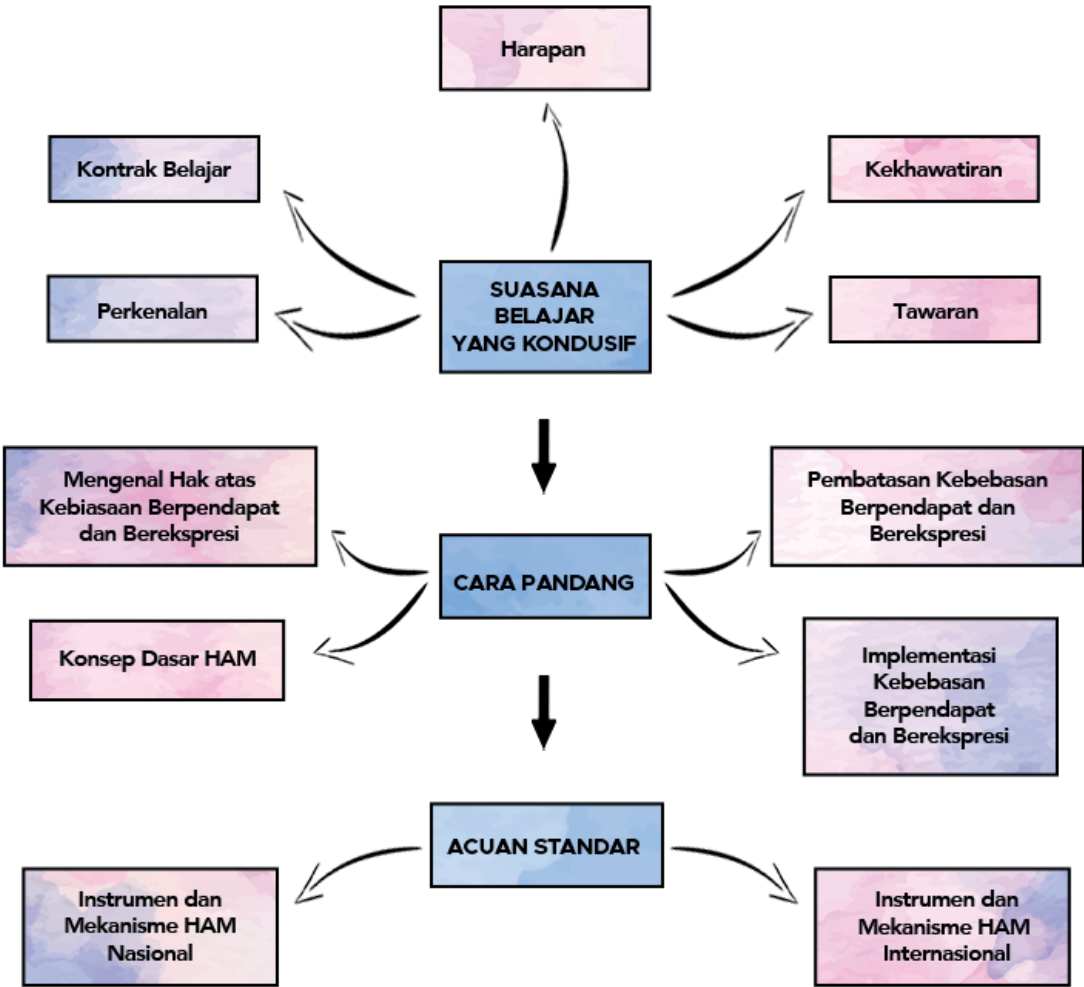 Harapan
Kontrak Belajar
Kekhawatiran
Perkenalan
SUASANA
BELAJAR
YANG KONDUSIF
Tawaran
Mengenal Hak atas
Kebiasaan Berpendapat
dan Berekspresi
Pembatasan Kebebasan
Berpendapat dan
Berekspresi
CARA PANDANG
Konsep Dasar HAM
Implementasi
Kebebasan
Berpendapat
dan Berekspresi
ACUAN STANDAR
Instrumen dan
Mekanisme HAM
Nasional
Instrumen dan
Mekanisme HAM
Internasional